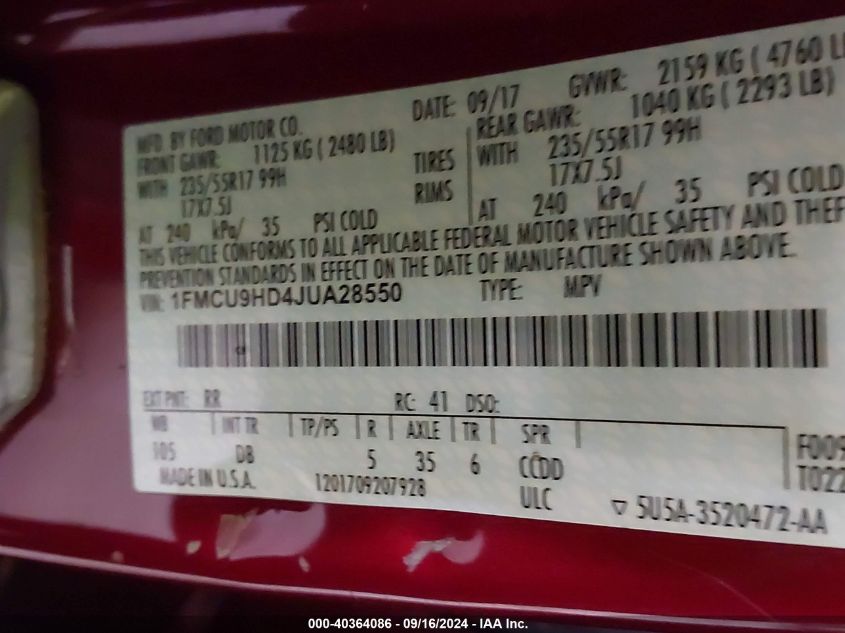 MFD. BY FORD MOTOR CO.
DATE: 09/17 GVWR: 2159 KG ( 4760 L
FRONT GAWR: 1125 KG ( 2480 LB)
REAR GAWR: 1040 KG ( 2293 LB)
WITH 235/55R17 99H TIRES WITH 235/55R17 99H
17X7.5J RIMS 17X7.5J
AT 240 kPa/ 35 PSI COLD AT 240 kPa/ 35 PSI COLD
THIS VEHICLE CONFORMS TO ALL APPLICABLE FEDERAL MOTOR VEHICLE SAFETY AND THEF
PREVENTION STANDARDS IN EFFECT ON THE DATE OF MANUFACTURE SHOWN ABOVE.
VIN: 1FMCU9HD4JUA28550 TYPE: MPV
EXT PNT: RR RC: 41 DSO:
WB INT TR TP/PS R AXLE TR SPR
105 DB 5 35 6 CCDD
F009
T022
MADE IN U.S.A. 1201709207928 ULC 5U5A-3520472-AA
000-40364086 - 09/16/2024 - IAA Inc.